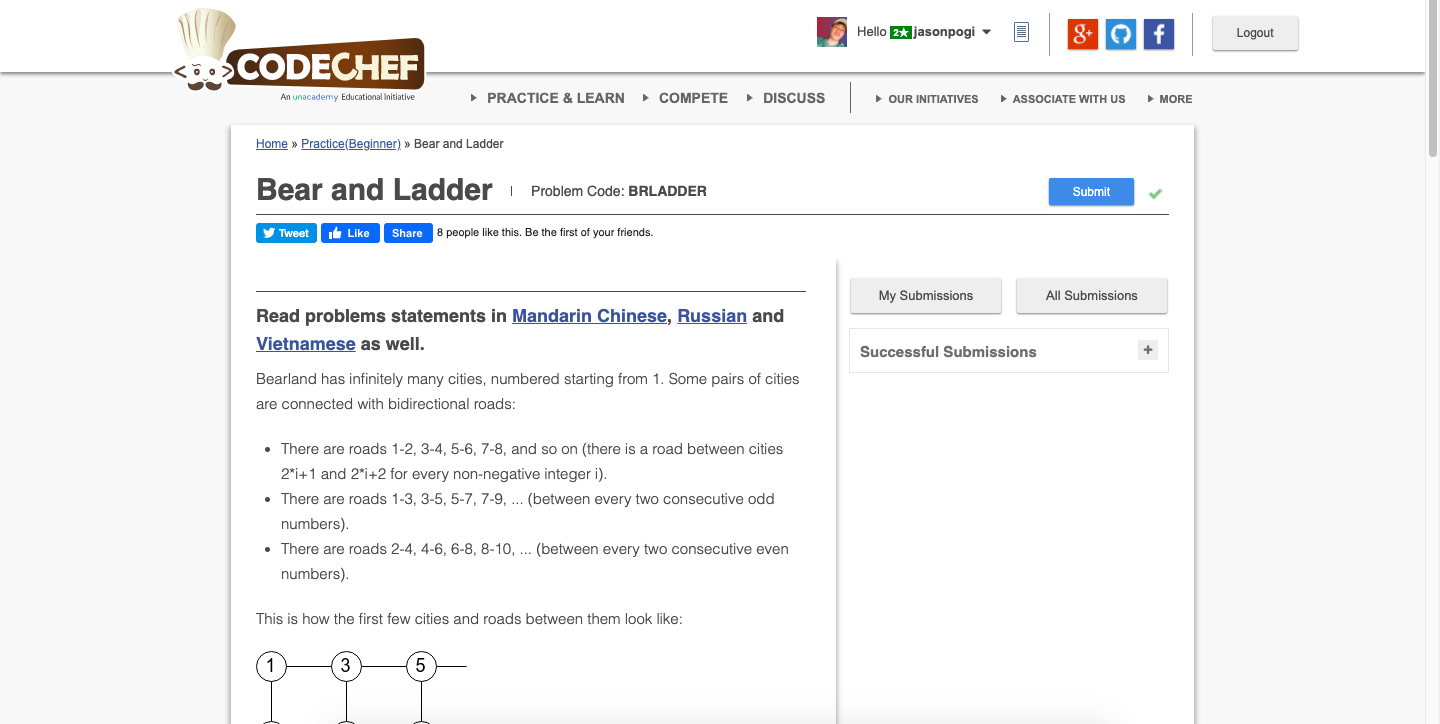 Hello 2★ jasonpogi
Logout
CODECHEF
An unacademy Educational Initiative
PRACTICE & LEARN COMPETE DISCUSS OUR INITIATIVES ASSOCIATE WITH US MORE
Home » Practice(Beginner) » Bear and Ladder
Bear and Ladder | Problem Code: BRLADDER
Submit
Tweet Like Share 8 people like this. Be the first of your friends.
My Submissions All Submissions
Successful Submissions +
Read problems statements in Mandarin Chinese, Russian and
Vietnamese as well.
Bearland has infinitely many cities, numbered starting from 1. Some pairs of cities
are connected with bidirectional roads:
• There are roads 1-2, 3-4, 5-6, 7-8, and so on (there is a road between cities
2*i+1 and 2*i+2 for every non-negative integer i).
• There are roads 1-3, 3-5, 5-7, 7-9, ... (between every two consecutive odd
numbers).
• There are roads 2-4, 4-6, 6-8, 8-10, ... (between every two consecutive even
numbers).
This is how the first few cities and roads between them look like:
1 3 5